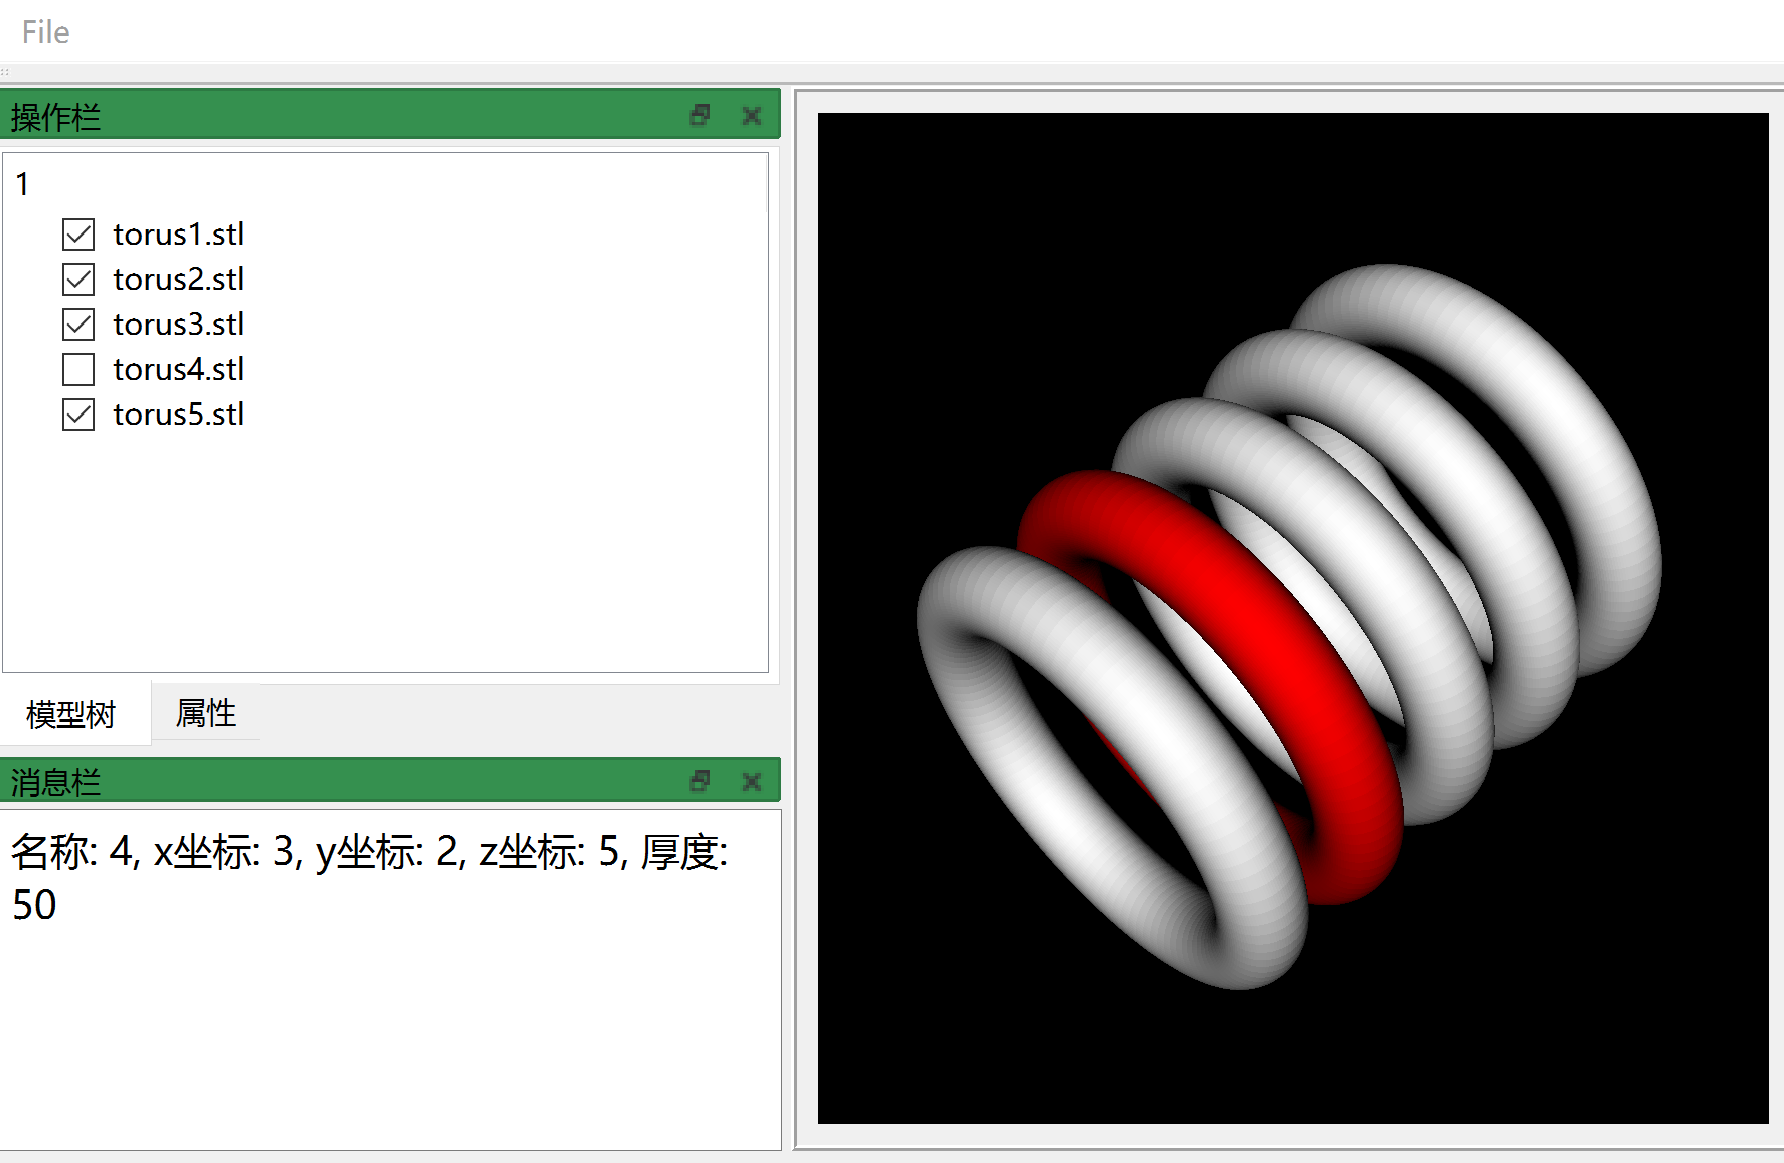 File
操作栏
1
torus1.stl
torus2.stl
torus3.stl
torus4.stl
torus5.stl
模型树 属性
消息栏
名称: 4, x坐标: 3, y坐标: 2, z坐标: 5, 厚度:
50